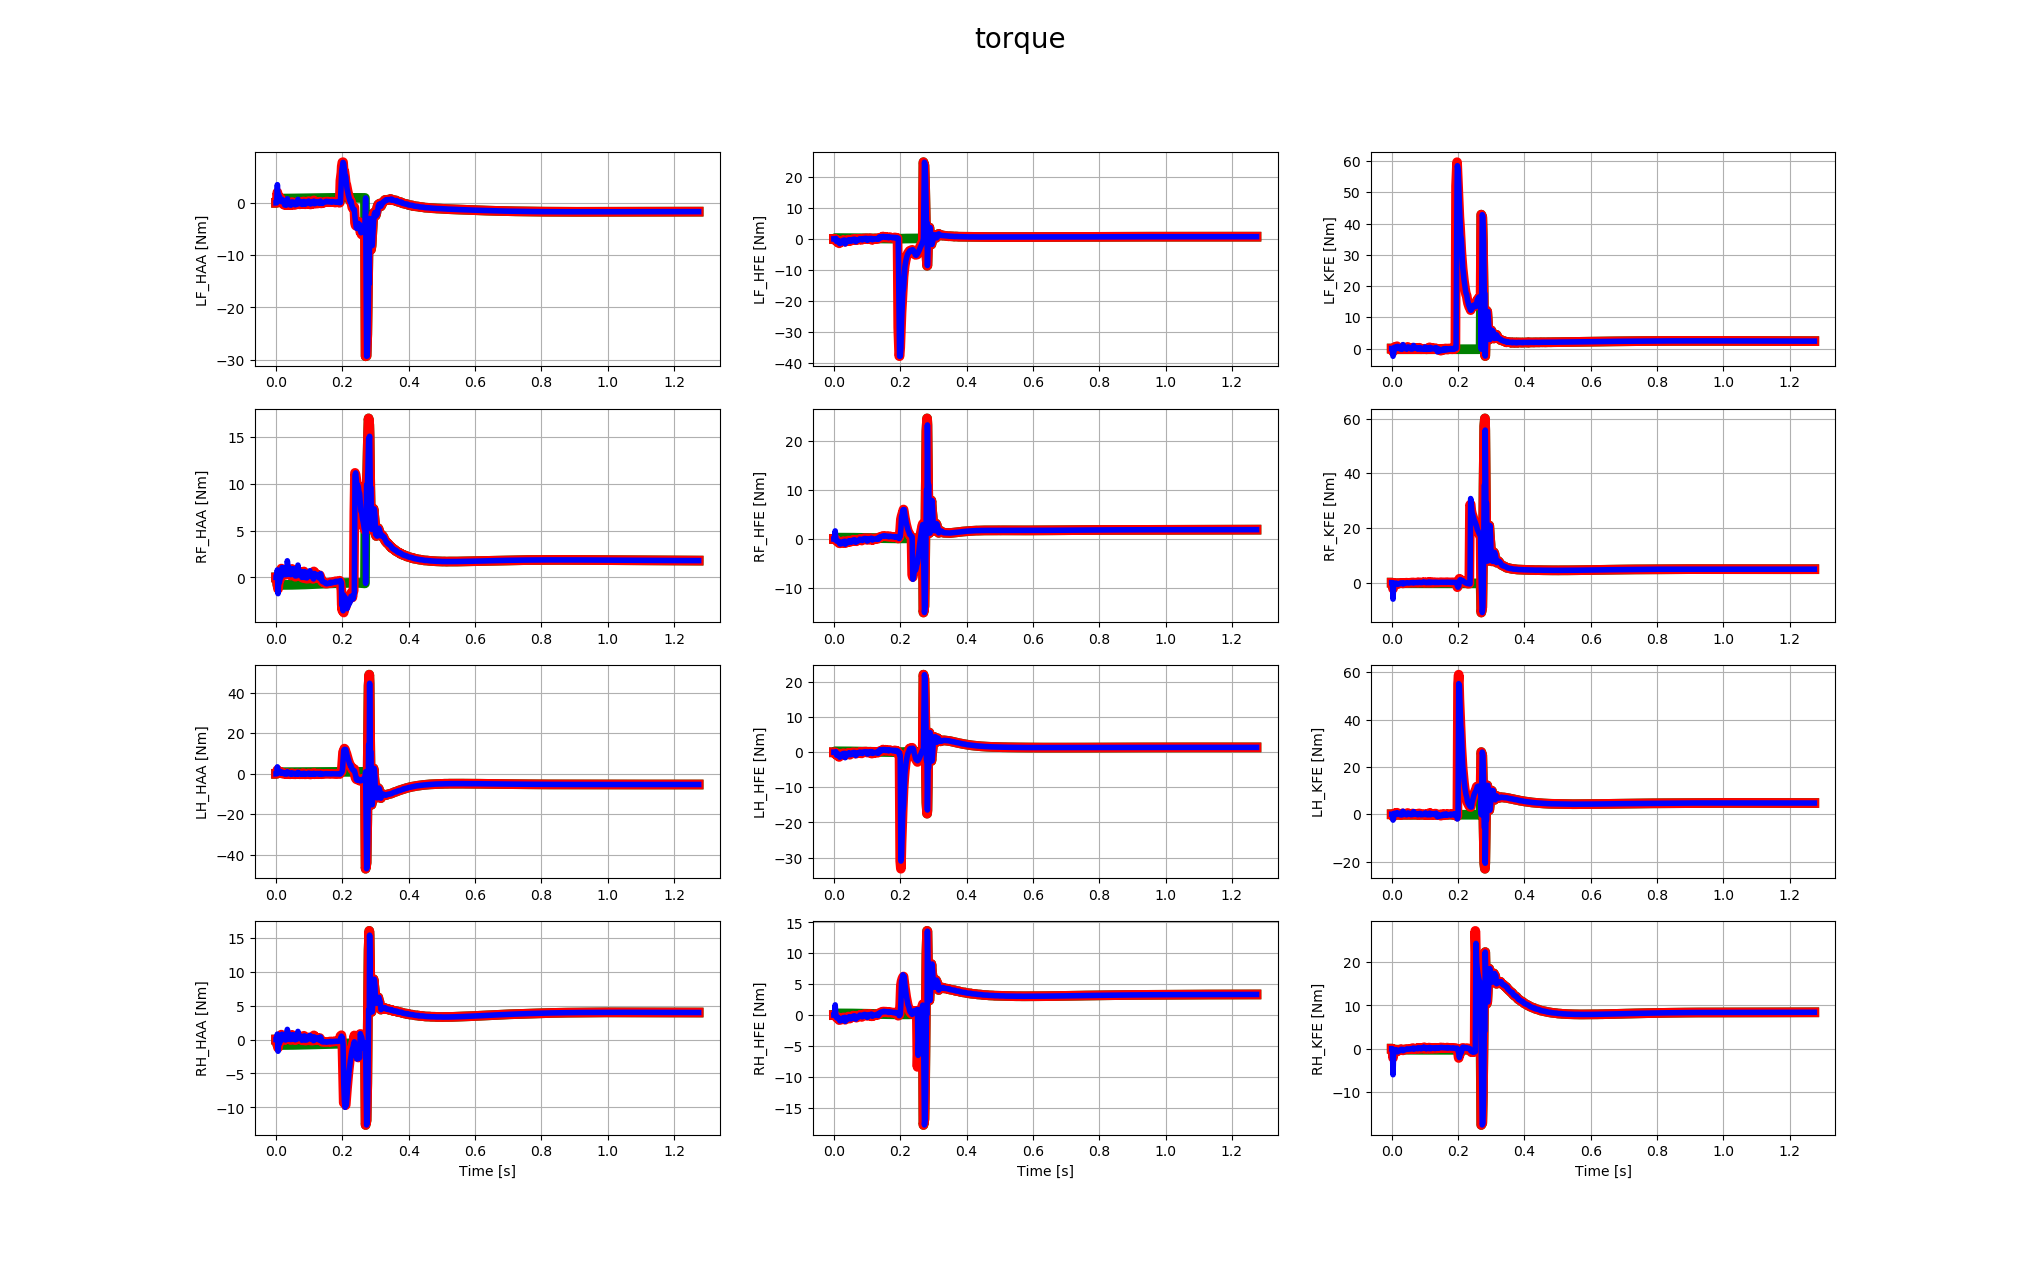 torque
LF_HAA [Nm]
0
−10
−20
−30
0.0 0.2 0.4 0.6 0.8 1.0 1.2
LF_HFE [Nm]
20
10
0
−10
−20
−30
−40
0.0 0.2 0.4 0.6 0.8 1.0 1.2
LF_KFE [Nm]
60
50
40
30
20
10
0
0.0 0.2 0.4 0.6 0.8 1.0 1.2
RF_HAA [Nm]
15
10
5
0
0.0 0.2 0.4 0.6 0.8 1.0 1.2
RF_HFE [Nm]
20
10
0
−10
0.0 0.2 0.4 0.6 0.8 1.0 1.2
RF_KFE [Nm]
60
40
20
0
0.0 0.2 0.4 0.6 0.8 1.0 1.2
LH_HAA [Nm]
40
20
0
−20
−40
0.0 0.2 0.4 0.6 0.8 1.0 1.2
LH_HFE [Nm]
20
10
0
−10
−20
−30
0.0 0.2 0.4 0.6 0.8 1.0 1.2
LH_KFE [Nm]
60
40
20
0
−20
0.0 0.2 0.4 0.6 0.8 1.0 1.2
RH_HAA [Nm]
15
10
5
0
−5
−10
0.0 0.2 0.4 0.6 0.8 1.0 1.2
Time [s]
RH_HFE [Nm]
15
10
5
0
−5
−10
−15
0.0 0.2 0.4 0.6 0.8 1.0 1.2
Time [s]
RH_KFE [Nm]
20
10
0
−10
0.0 0.2 0.4 0.6 0.8 1.0 1.2
Time [s]